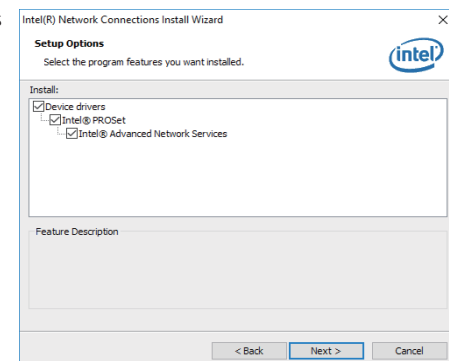 Intel(R) Network Connections Install Wizard
Setup Options
Select the program features you want installed.
intel
Install:
Device drivers
Intel® PROSet
Intel® Advanced Network Services
Feature Description
< Back
Next >
Cancel